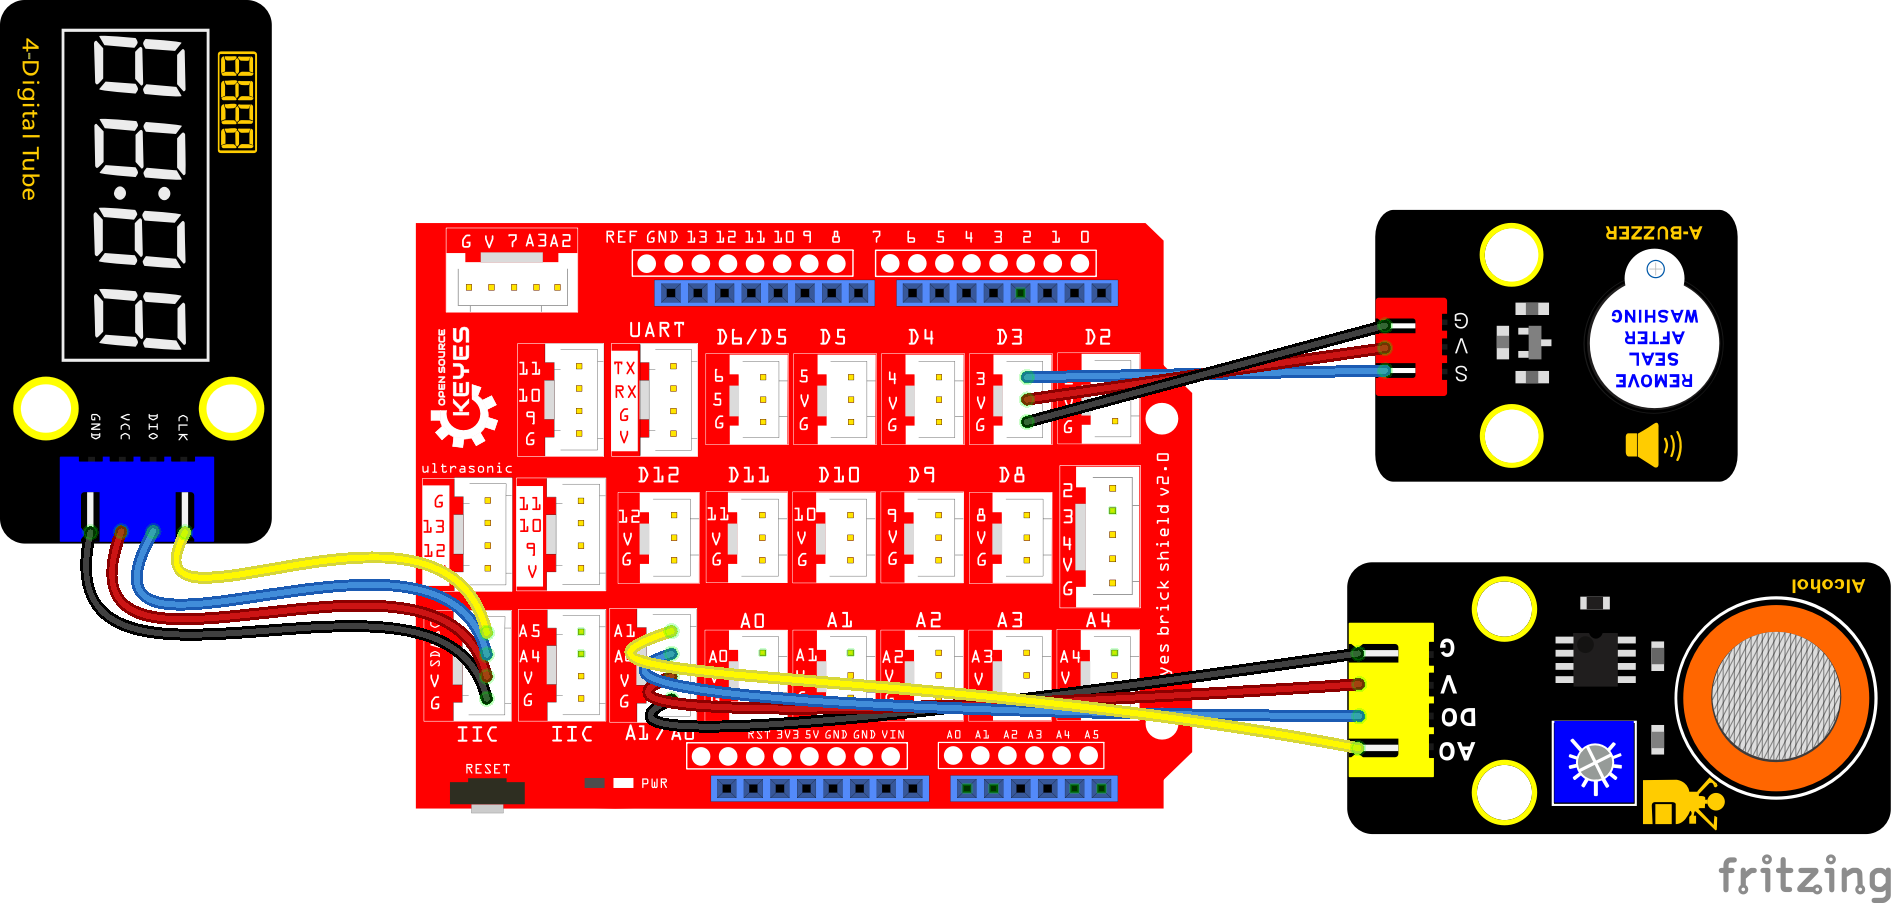 4-Digital Tube
GND VCC DIO CLK
G V 7 A3 A2
REF GND 13 12 11 10 9 8 7 6 5 4 3 2 1 0
OPEN SOURCE
KEYES
UART
D6/D5 D5 D4 D3 D2
11
10
9
G
TX
RX
G
V
6
5
G
5
V
G
4
V
G
3
V
G
V
G
ultrasonic
D12 D11 D10 D9 D8
G
13
12
11
10
9
V
12
V
G
11
V
G
10
V
G
9
V
G
8
V
G
2
3
4
V
G
brick shield v2.0
A0 A1 A2 A3 A4
V
G
A5
A4
V
G
A1
V
G
A0
A1
V
A2
V
A3
V
A4
V
IIC IIC A1/A0
RST 3V3 5V GND GND VIN
A0 A1 A2 A3 A4 A5
RESET
PWR
A-BUZZER
G
V
S
REMOVE
SEAL
AFTER
WASHING
Alcohol
G
V
DO
AO
fritzing